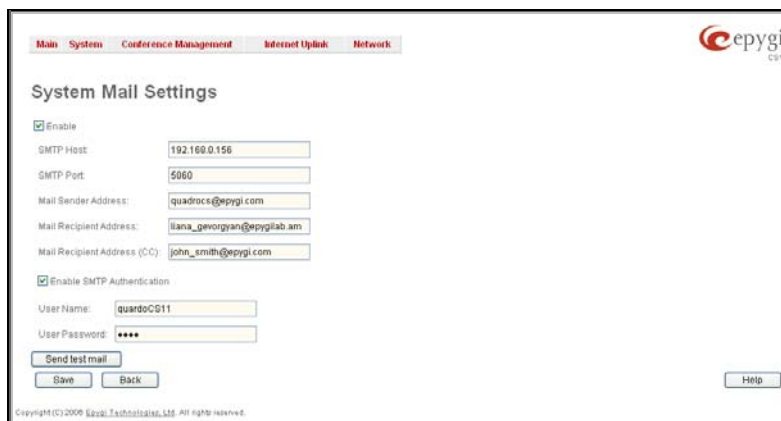 Main System Conference Management Internet Uplink Network
epygi
CS1
System Mail Settings
Enable
SMTP Host: 192.168.0.156
SMTP Port: 5060
Mail Sender Address: quadrocs@epygi.com
Mail Recipient Address: liana_gevorgyan@epygilab.am
Mail Recipient Address (CC): john_smith@epygi.com
Enable SMTP Authentication
User Name: quardoCS11
User Password: ••••
Send test mail
Save Back Help
Copyright (C) 2006 Epygi Technologies, Ltd. All rights reserved.